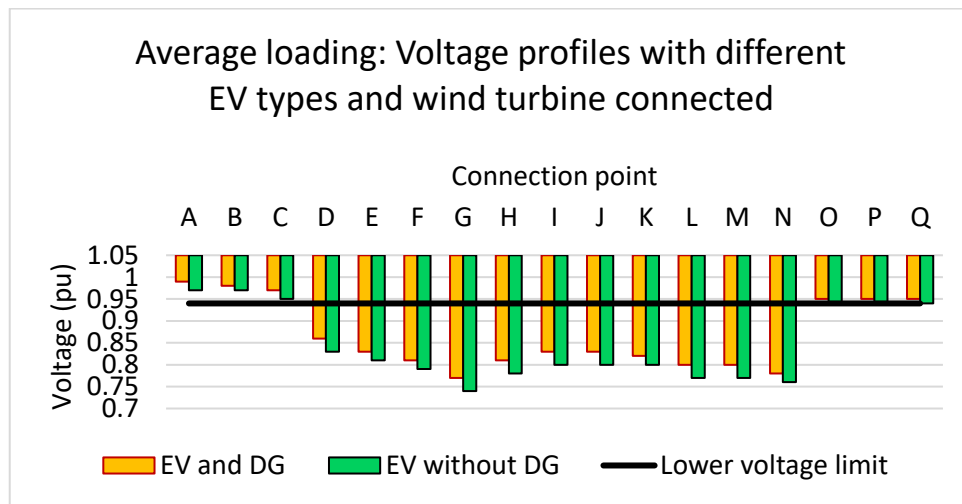 Average loading: Voltage profiles with different
EV types and wind turbine connected
Connection point
A B C D E F G H I J K L M N O P Q
Voltage (pu)
1.05
1
0.95
0.9
0.85
0.8
0.75
0.7
EV and DG EV without DG Lower voltage limit